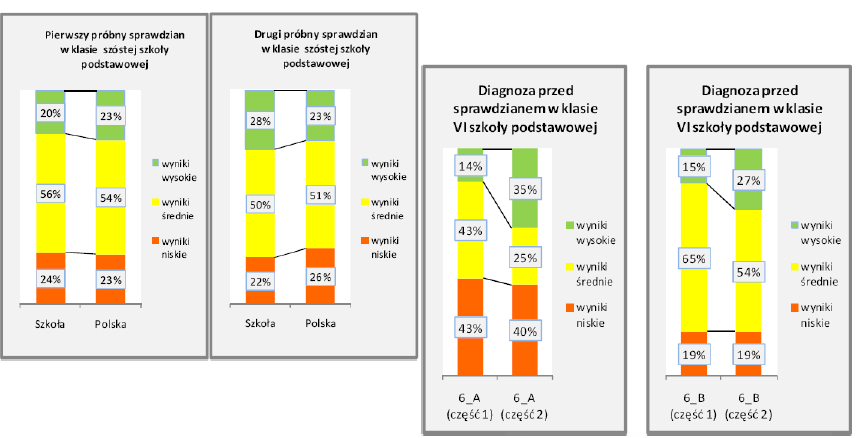 Pierwszy próbny sprawdzian
w klasie szóstej szkoły
podstawowej
20%
23%
56%
54%
24%
23%
Szkoła
Polska
wyniki
wysokie
wyniki
średnie
wyniki
niskie
Drugi próbny sprawdzian
w klasie szóstej szkoły
podstawowej
28%
23%
50%
51%
22%
26%
Szkoła
Polska
wyniki
wysokie
wyniki
średnie
wyniki
niskie
Diagnoza przed
sprawdzianem w klasie
VI szkoły podstawowej
14%
35%
43%
25%
43%
40%
6_A
(część 1)
6_A
(część 2)
wyniki
wysokie
wyniki
średnie
wyniki
niskie
Diagnoza przed
sprawdzianem w klasie
VI szkoły podstawowej
15%
27%
65%
54%
19%
19%
6_B
(część 1)
6_B
(część 2)
wyniki
wysokie
wyniki
średnie
wyniki
niskie